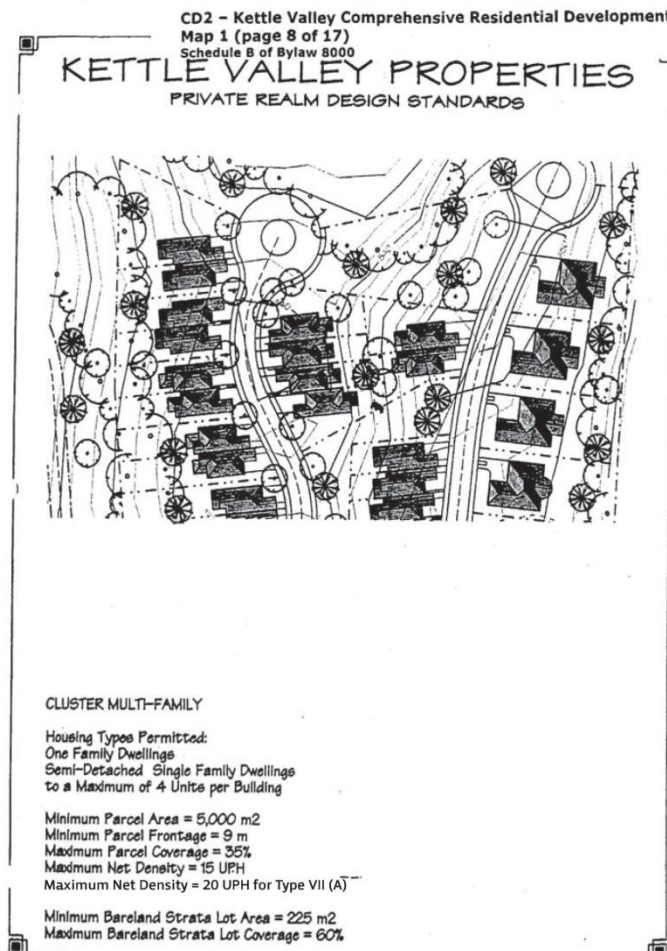 CD2 – Kettle Valley Comprehensive Residential Development
Map 1 (page 8 of 17)
Schedule B of Bylaw 8000
KETTLE VALLEY PROPERTIES
PRIVATE REALM DESIGN STANDARDS
CLUSTER MULTI-FAMILY
Housing Types Permitted:
One Family Dwellings
Semi-Detached Single Family Dwellings
to a Maximum of 4 Units per Building
Minimum Parcel Area = 5,000 m2
Minimum Parcel Frontage = 9 m
Maximum Parcel Coverage = 35%
Maximum Net Density = 15 UPH
Maximum Net Density = 20 UPH for Type VII (A)
Minimum Bareland Strata Lot Area = 225 m2
Maximum Bareland Strata Lot Coverage = 60%